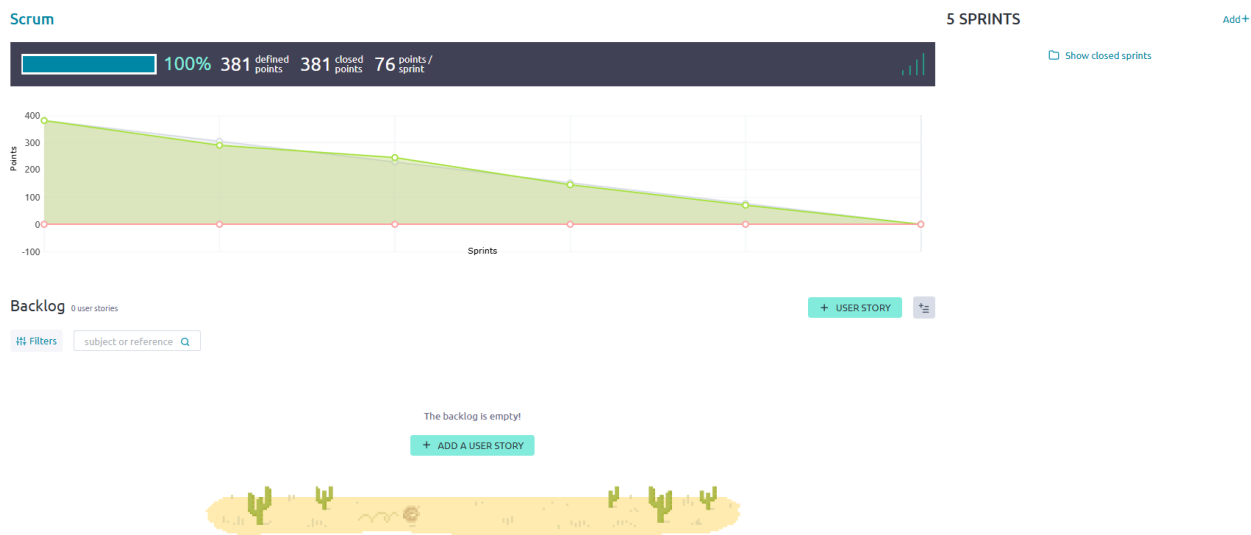 Scrum
5 SPRINTS
Add+
100% 381 defined points 381 closed points 76 points/ sprint
Show closed sprints
400
300
200
100
0
-100
Points
Sprints
Backlog 0 user stories
+ USER STORY
Filters
subject or reference
The backlog is empty!
+ ADD A USER STORY